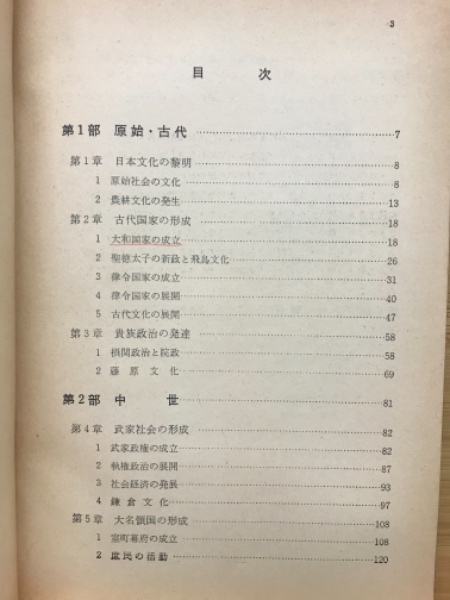 3
目次
第1部 原始・古代 7
第1章 日本文化の黎明 8
1 原始社会の文化 8
2 農耕文化の発生 13
第2章 古代国家の形成 18
1 大和国家の成立 18
2 聖徳太子の新政と飛鳥文化 26
3 律令国家の成立 31
4 律令国家の展開 40
5 古代文化の展開 47
第3章 貴族政治の発達 58
1 摂関政治と院政 58
2 藤原文化 69
第2部 中世 81
第4章 武家社会の形成 82
1 武家政権の成立 82
2 執権政治の展開 87
3 社会経済の発展 93
4 鎌倉文化 97
第5章 大名領国の形成 108
1 室町幕府の成立 108
2 庶民の活動 120